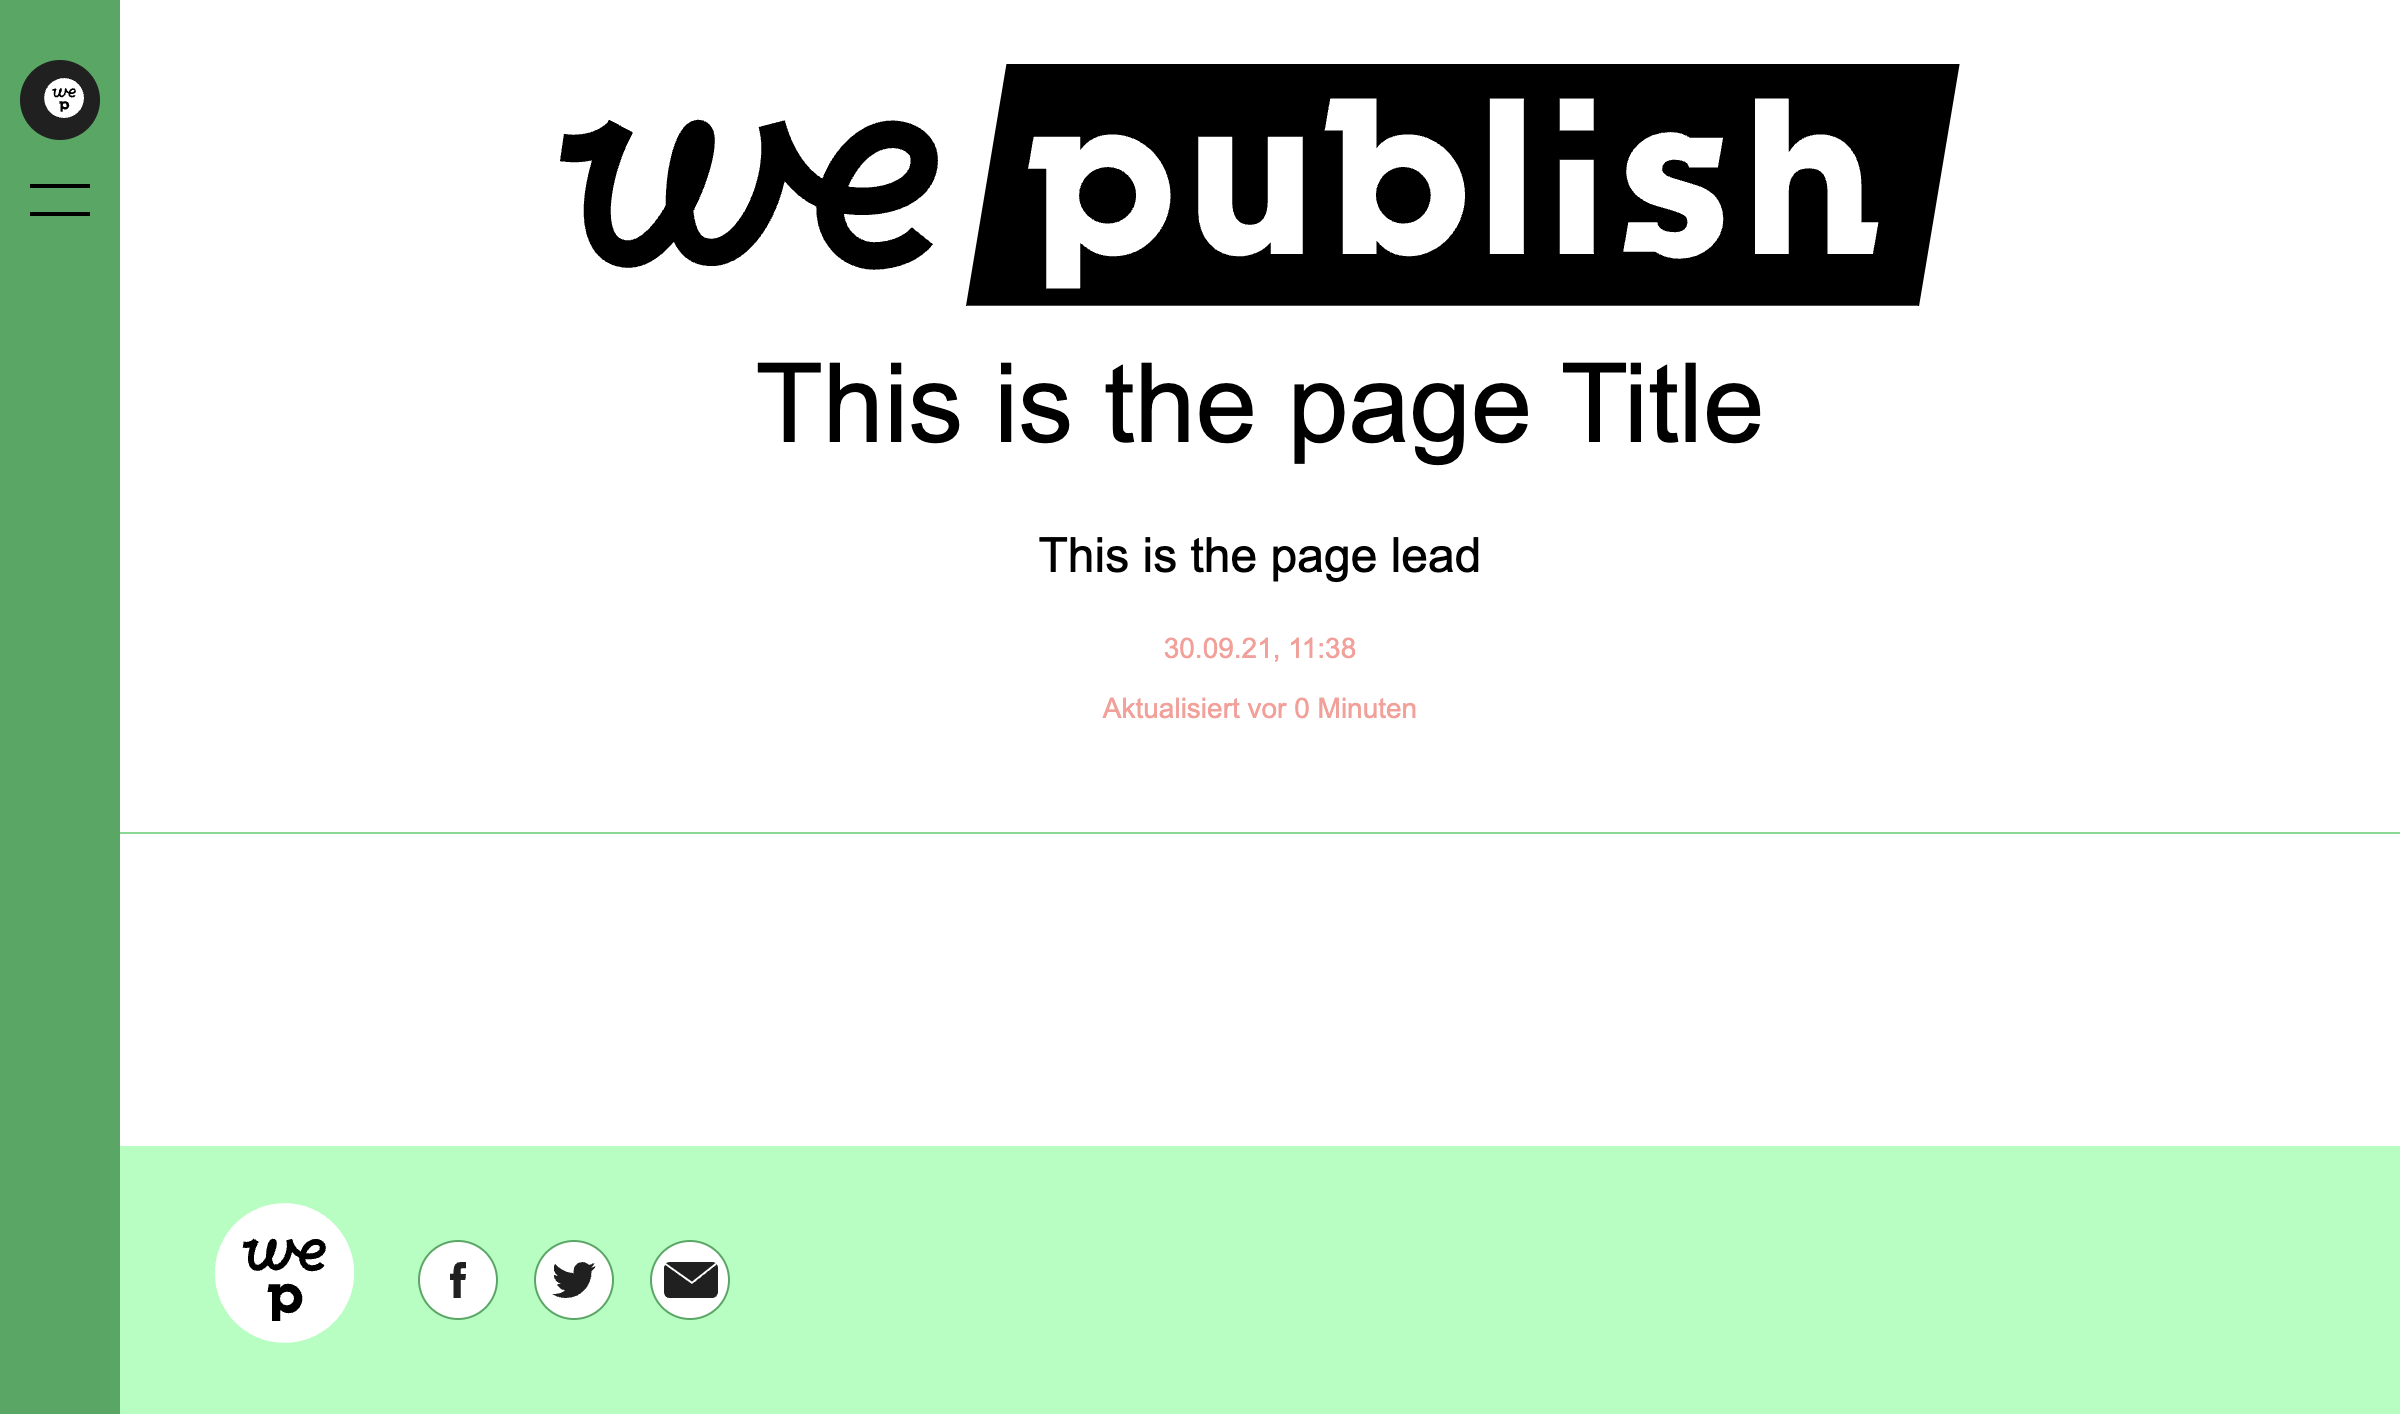 we
p
we publish
This is the page Title
This is the page lead
30.09.21, 11:38
Aktualisiert vor 0 Minuten
we
p
f